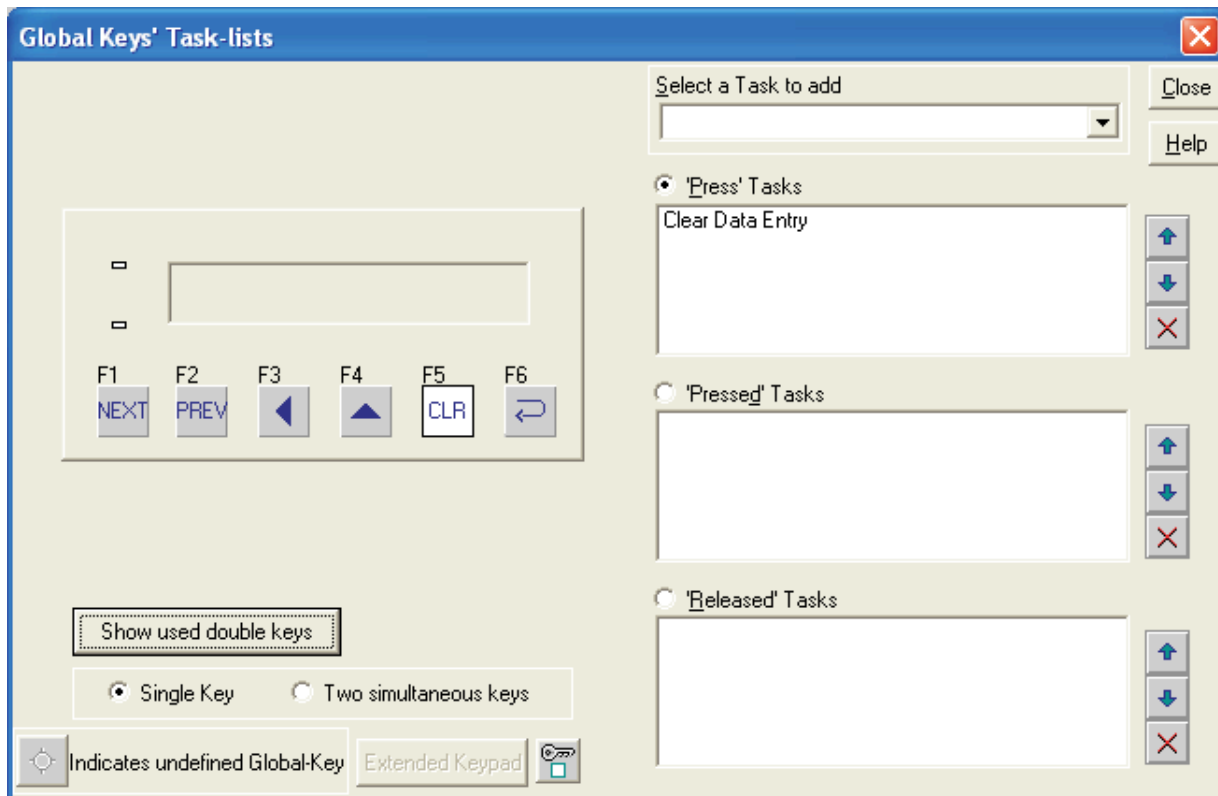 Global Keys' Task-lists
Select a Task to add
Close
Help
'Press' Tasks
Clear Data Entry
F1 F2 F3 F4 F5 F6
NEXT PREV CLR
'Pressed' Tasks
'Released' Tasks
Show used double keys
Single Key Two simultaneous keys
Indicates undefined Global-Key Extended Keypad